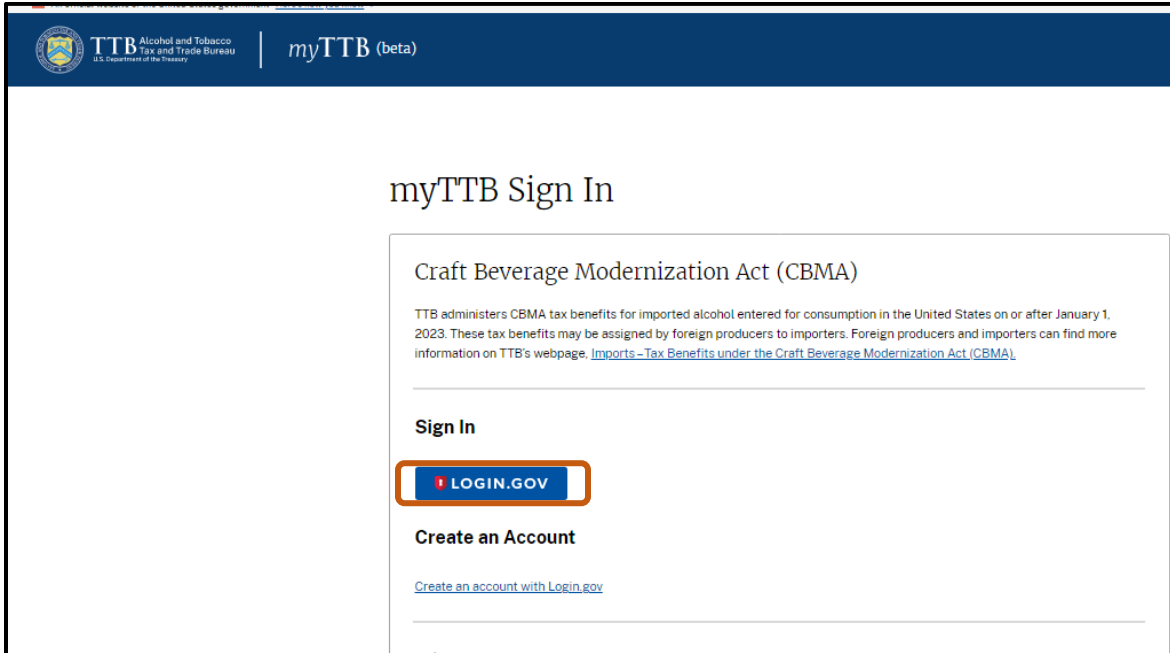 TTB Alcohol and Tobacco
Tax and Trade Bureau
U.S. Department of the Treasury
myTTB (beta)
myTTB Sign In
Craft Beverage Modernization Act (CBMA)
TTB administers CBMA tax benefits for imported alcohol entered for consumption in the United States on or after January 1,
2023. These tax benefits may be assigned by foreign producers to importers. Foreign producers and importers can find more
information on TTB's webpage, Imports – Tax Benefits under the Craft Beverage Modernization Act (CBMA).
Sign In
LOGIN.GOV
Create an Account
Create an account with Login.gov